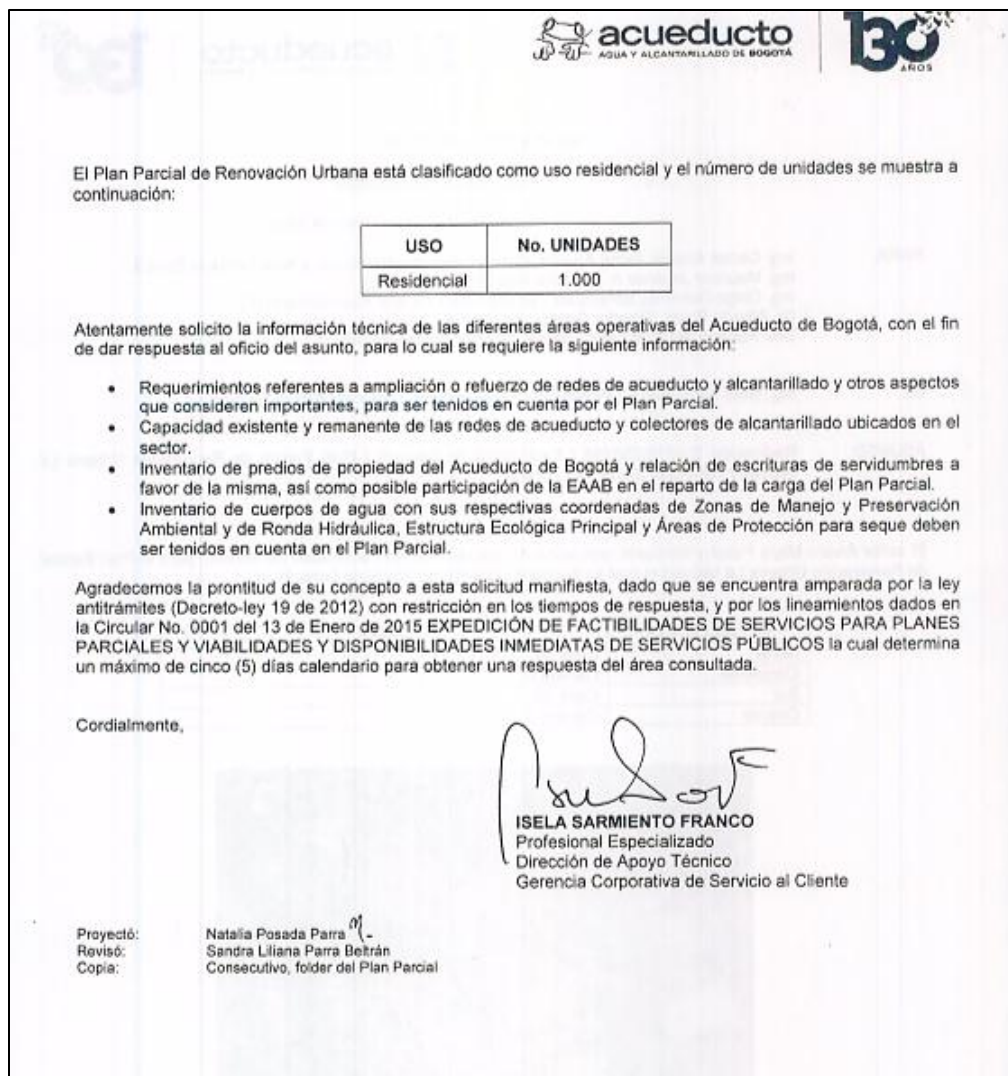 acueducto
AGUA Y ALCANTARILLADO DE BOGOTÁ
130
AÑOS
El Plan Parcial de Renovación Urbana está clasificado como uso residencial y el número de unidades se muestra a
continuación:
USO No. UNIDADES
Residencial 1.000
Atentamente solicito la información técnica de las diferentes áreas operativas del Acueducto de Bogotá, con el fin
de dar respuesta al oficio del asunto, para lo cual se requiere la siguiente información:
• Requerimientos referentes a ampliación o refuerzo de redes de acueducto y alcantarillado y otros aspectos
que consideren importantes, para ser tenidos en cuenta por el Plan Parcial.
• Capacidad existente y remanente de las redes de acueducto y colectores de alcantarillado ubicados en el
sector.
• Inventario de predios de propiedad del Acueducto de Bogotá y relación de escrituras de servidumbres a
favor de la misma, así como posible participación de la EAAB en el reparto de la carga del Plan Parcial.
• Inventario de cuerpos de agua con sus respectivas coordenadas de Zonas de Manejo y Preservación
Ambiental y de Ronda Hidráulica, Estructura Ecológica Principal y Áreas de Protección para seque deben
ser tenidos en cuenta en el Plan Parcial.
Agradecemos la prontitud de su concepto a esta solicitud manifiesta, dado que se encuentra amparada por la ley
antitrámites (Decreto-ley 19 de 2012) con restricción en los tiempos de respuesta, y por los lineamientos dados en
la Circular No. 0001 del 13 de Enero de 2015 EXPEDICIÓN DE FACTIBILIDADES DE SERVICIOS PARA PLANES
PARCIALES Y VIABILIDADES Y DISPONIBILIDADES INMEDIATAS DE SERVICIOS PÚBLICOS la cual determina
un máximo de cinco (5) días calendario para obtener una respuesta del área consultada.
Cordialmente,
ISELA SARMIENTO FRANCO
Profesional Especializado
Dirección de Apoyo Técnico
Gerencia Corporativa de Servicio al Cliente
Proyectó: Natalia Posada Parra
Revisó: Sandra Liliana Parra Beltrán
Copia: Consecutivo, folder del Plan Parcial